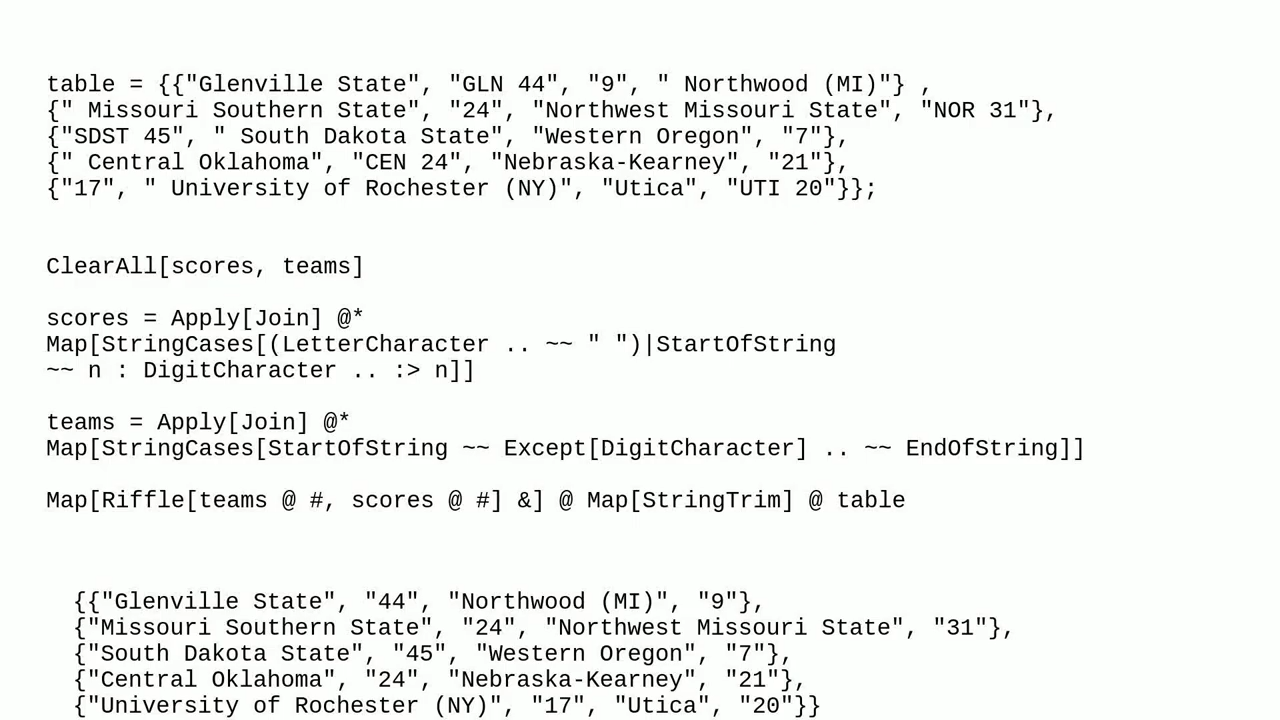 table = {{"Glenville State", "GLN 44", "9", " Northwood (MI)"} ,
{" Missouri Southern State", "24", "Northwest Missouri State", "NOR 31"},
{"SDST 45", " South Dakota State", "Western Oregon", "7"},
{" Central Oklahoma", "CEN 24", "Nebraska-Kearney", "21"},
{"17", " University of Rochester (NY)", "Utica", "UTI 20"}};
ClearAll[scores, teams]
scores = Apply[Join] @*
Map[StringCases[(LetterCharacter .. ~~ " ")|StartOfString
~~ n : DigitCharacter .. :> n]]
teams = Apply[Join] @*
Map[StringCases[StartOfString ~~ Except[DigitCharacter] .. ~~ EndOfString]]
Map[Riffle[teams @ #, scores @ #] &] @ Map[StringTrim] @ table
{{"Glenville State", "44", "Northwood (MI)", "9"},
{"Missouri Southern State", "24", "Northwest Missouri State", "31"},
{"South Dakota State", "45", "Western Oregon", "7"},
{"Central Oklahoma", "24", "Nebraska-Kearney", "21"},
{"University of Rochester (NY)", "17", "Utica", "20"}}